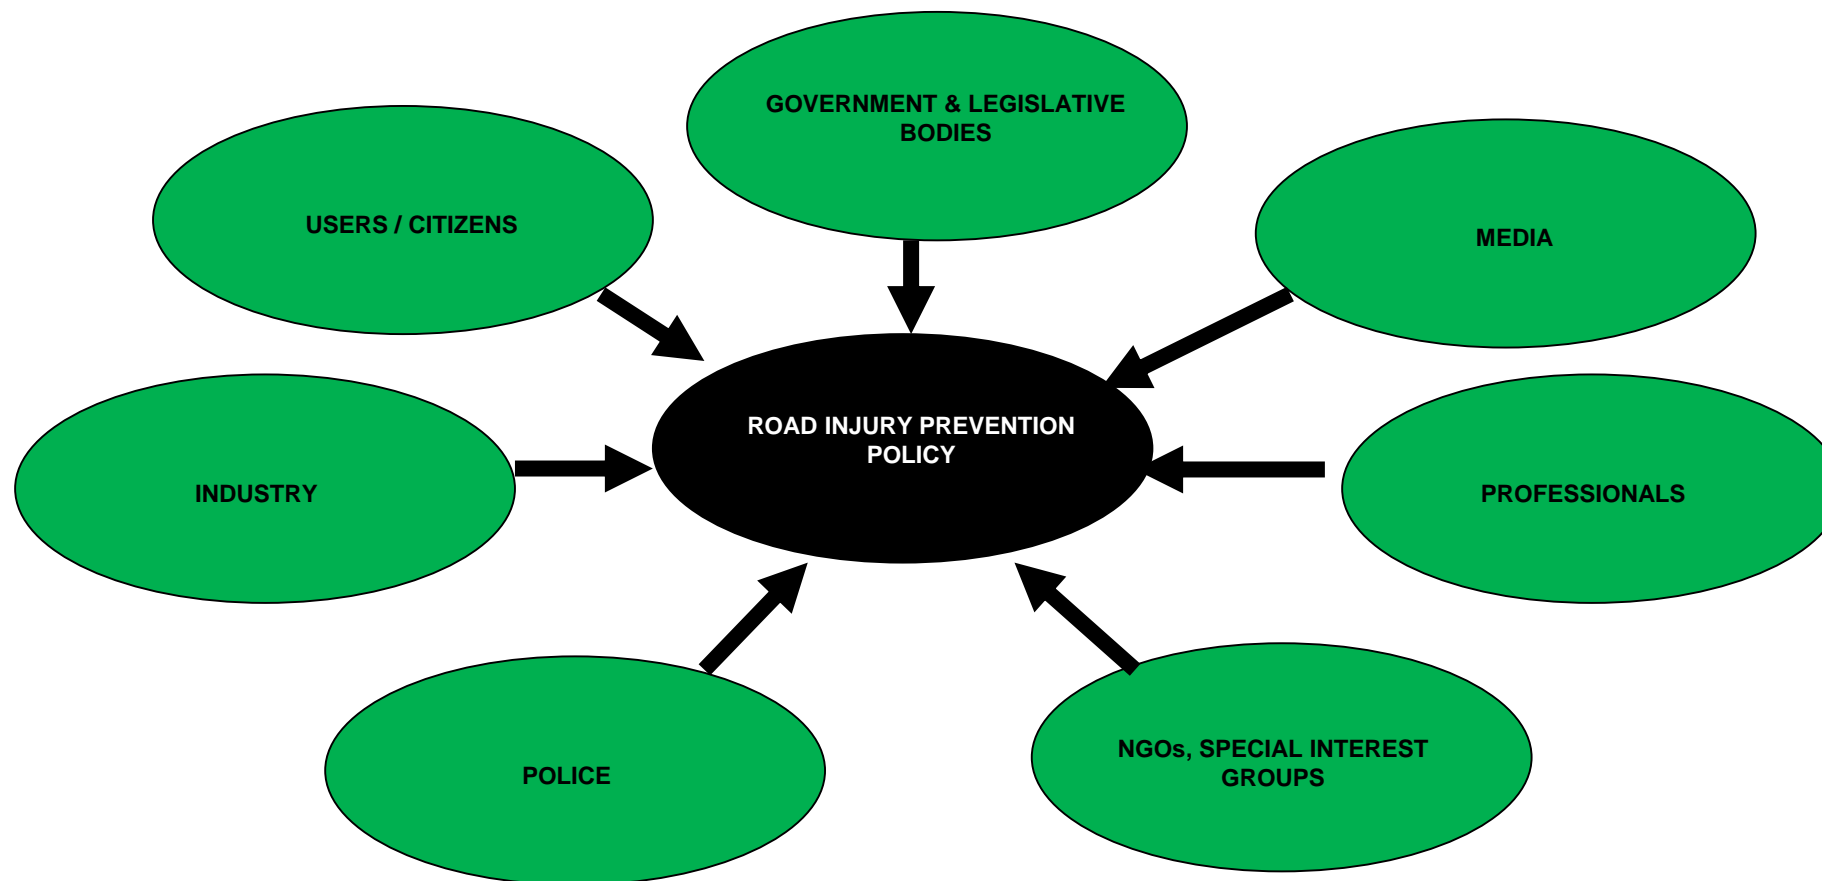 GOVERNMENT & LEGISLATIVE
BODIES
USERS / CITIZENS
MEDIA
ROAD INJURY PREVENTION
POLICY
INDUSTRY
PROFESSIONALS
NGOs, SPECIAL INTEREST
GROUPS
POLICE